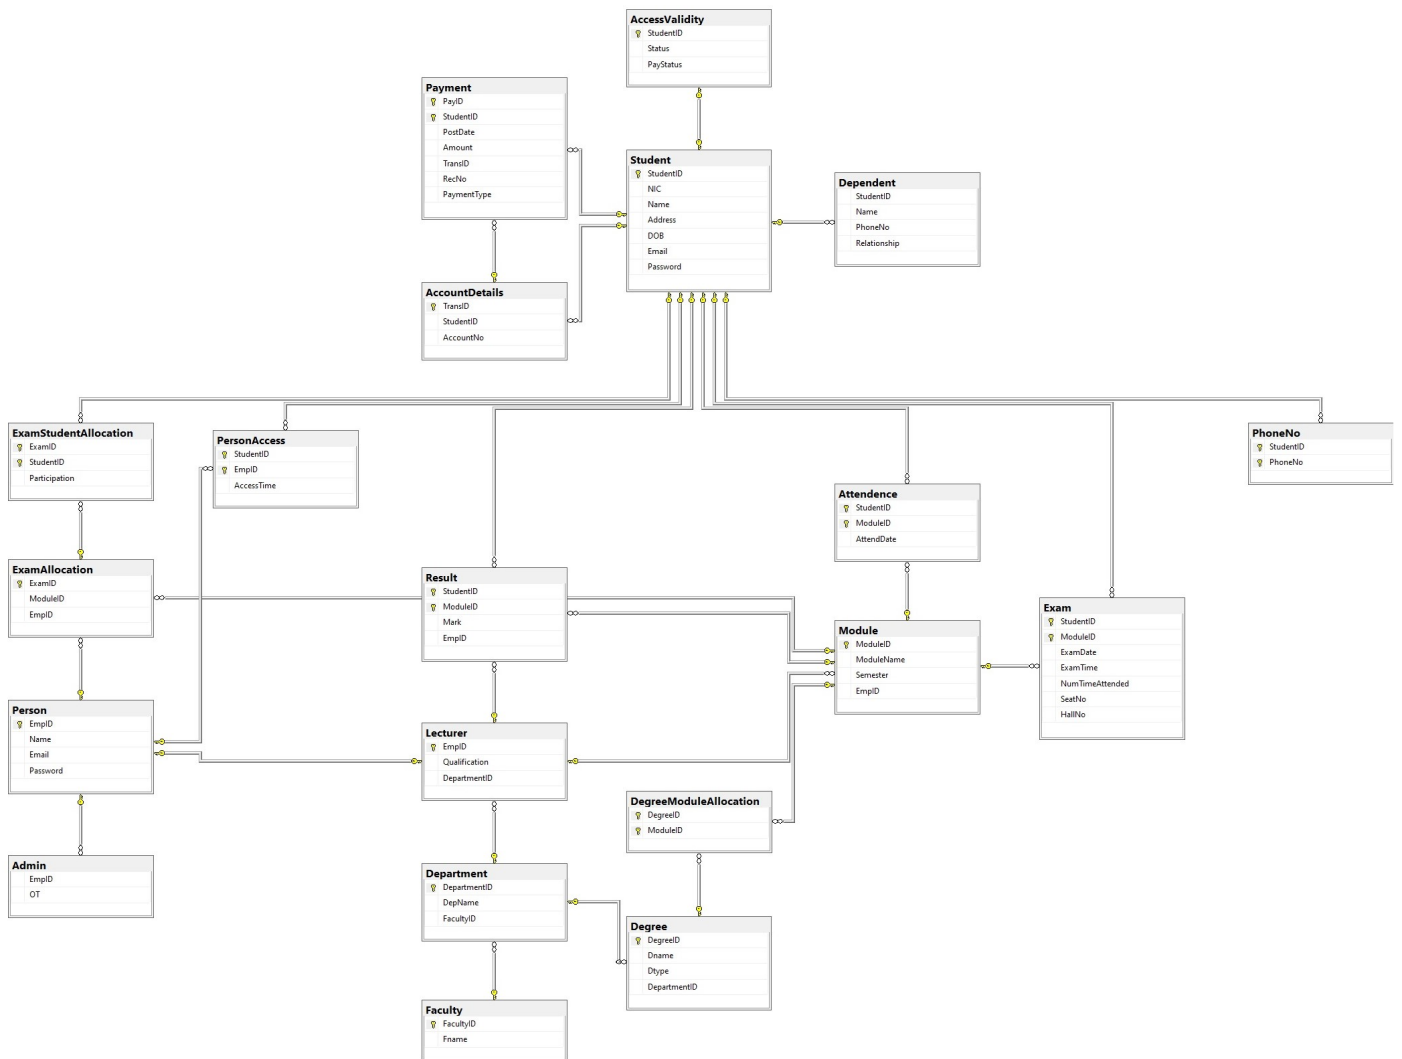 AccessValidity
StudentID
Status
PayStatus
Payment
PayID
StudentID
PostDate
Amount
TransID
RecNo
PaymentType
Student
StudentID
NIC
Name
Address
DOB
Email
Password
Dependent
StudentID
Name
PhoneNo
Relationship
AccountDetails
TransID
StudentID
AccountNo
ExamStudentAllocation
ExamID
StudentID
Participation
PersonAccess
StudentID
EmpID
AccessTime
PhoneNo
StudentID
PhoneNo
Attendence
StudentID
ModuleID
AttendDate
ExamAllocation
ExamID
ModuleID
EmpID
Result
StudentID
ModuleID
Mark
EmpID
Module
ModuleID
ModuleName
Semester
EmpID
Exam
StudentID
ModuleID
ExamDate
ExamTime
NumTimeAttended
SeatNo
HallNo
Person
EmpID
Name
Email
Password
Lecturer
EmpID
Qualification
DepartmentID
DegreeModuleAllocation
DegreeID
ModuleID
Admin
EmpID
OT
Department
DepartmentID
DepName
FacultyID
Degree
DegreeID
Dname
Dtype
DepartmentID
Faculty
FacultyID
Fname